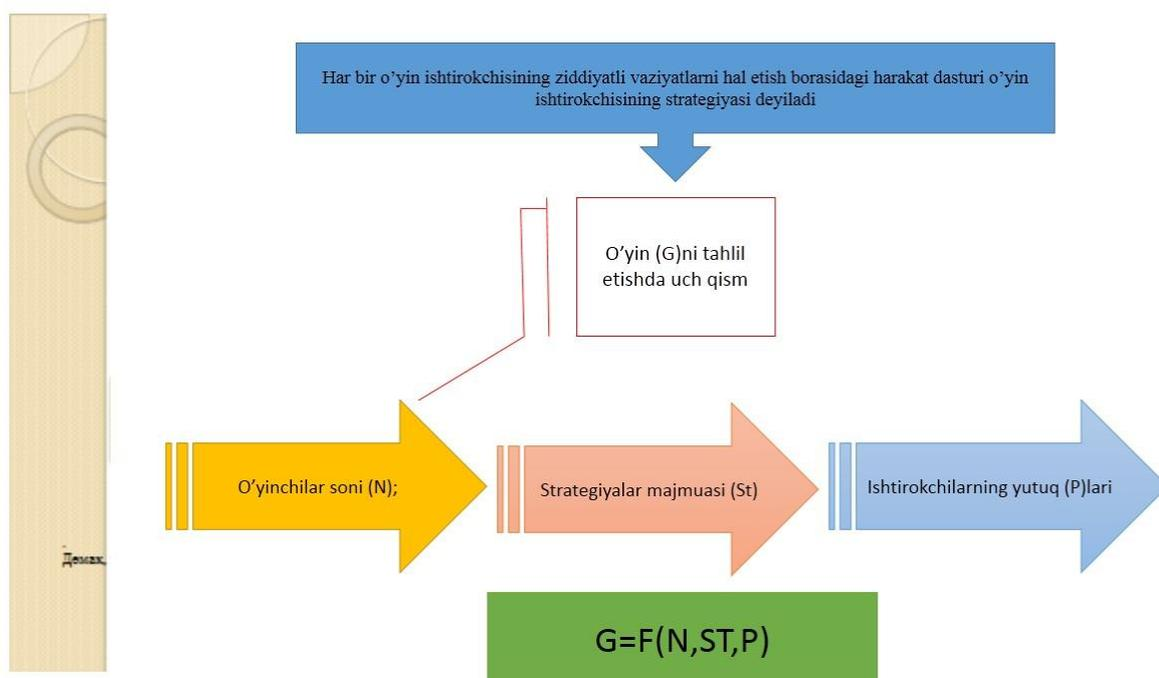 Har bir o'yin ishtirokchisining ziddiyatli vaziyatlarni hal etish borasidagi harakat dasturi o'yin
ishtirokchisining strategiyasi deyiladi
O'yin (G)ni tahlil
etishda uch qism
O'yinchilar soni (N);
Strategiyalar majmuasi (St)
Ishtirokchilarning yutuq (P)lari
Демак,
G=F(N,ST,P)